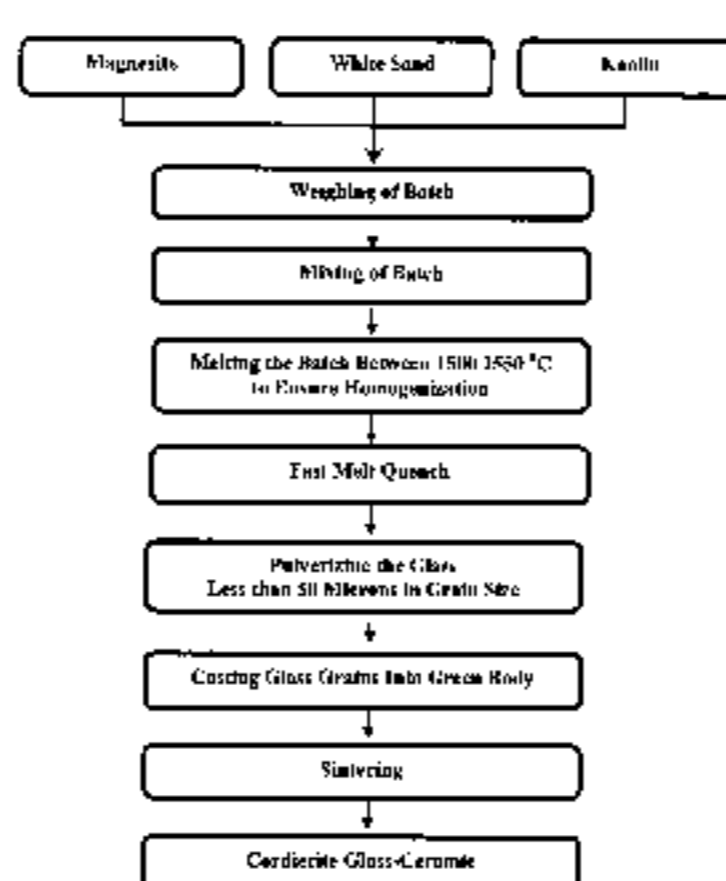 Magnesite
White Sand
Kaolin
Weighing of Batch
Mixing of Batch
Melting the Batch Between 1500 1550 °C
to Ensure Homogenization
Fast Melt Quench
Pulverizing the Glass
Less than 50 Microns in Grain Size
Casting Glass Grains Into Green Body
Sintering
Cordierite Glass-Ceramic